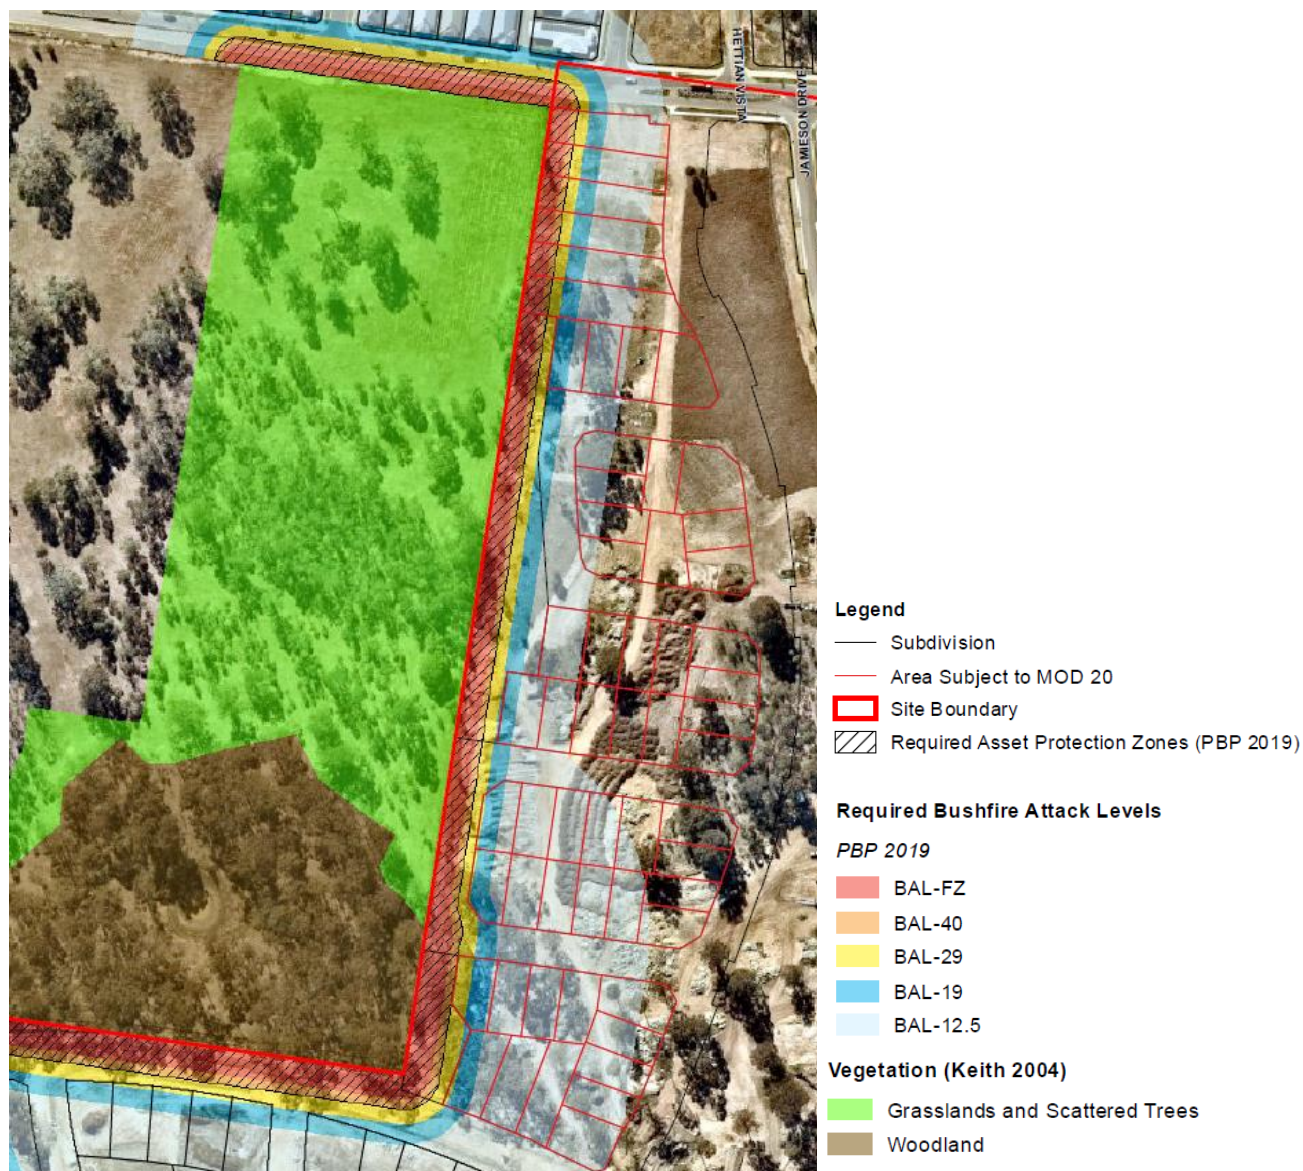 HETTIAN VISTA
JAMIESON DRIVE
Legend
Subdivision
Area Subject to MOD 20
Site Boundary
Required Asset Protection Zones (PBP 2019)
Required Bushfire Attack Levels
PBP 2019
BAL-FZ
BAL-40
BAL-29
BAL-19
BAL-12.5
Vegetation (Keith 2004)
Grasslands and Scattered Trees
Woodland